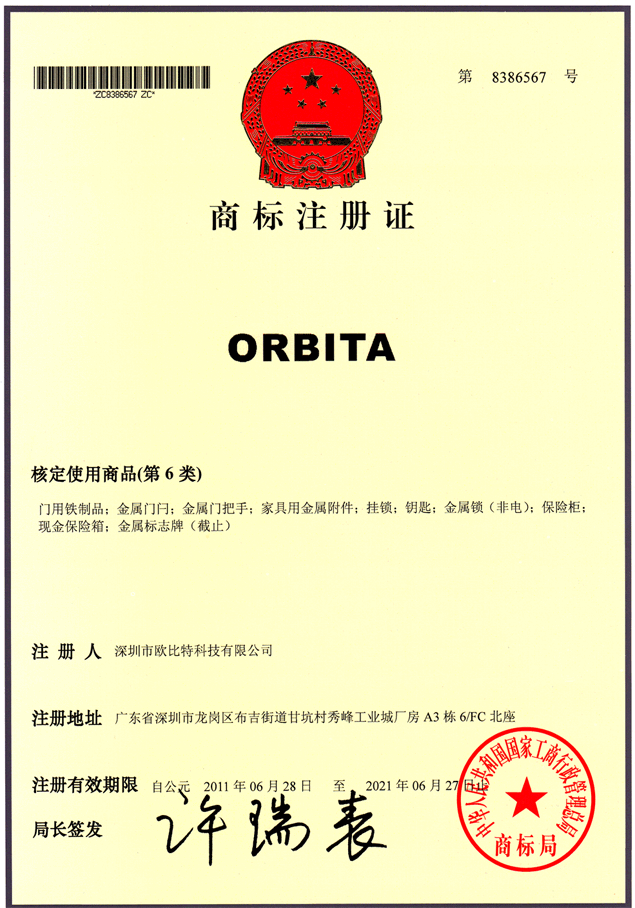 *ZC8386567 ZC*
第 8386567 号
商标注册证
ORBITA
核定使用商品(第 6 类)
门用铁制品；金属门闩；金属门把手；家具用金属附件；挂锁；钥匙；金属锁（非电）；保险柜；
现金保险箱；金属标志牌（截止）
注册人 深圳市欧比特科技有限公司
注册地址 广东省深圳市龙岗区布吉街道甘坑村秀峰工业城厂房 A3 栋 6/FC 北座
注册有效期限 自公元 2011 年 06 月 28 日 至 2021 年 06 月 27 日止
局长签发 许瑞表
中华人民共和国国家工商行政管理总局
商标局